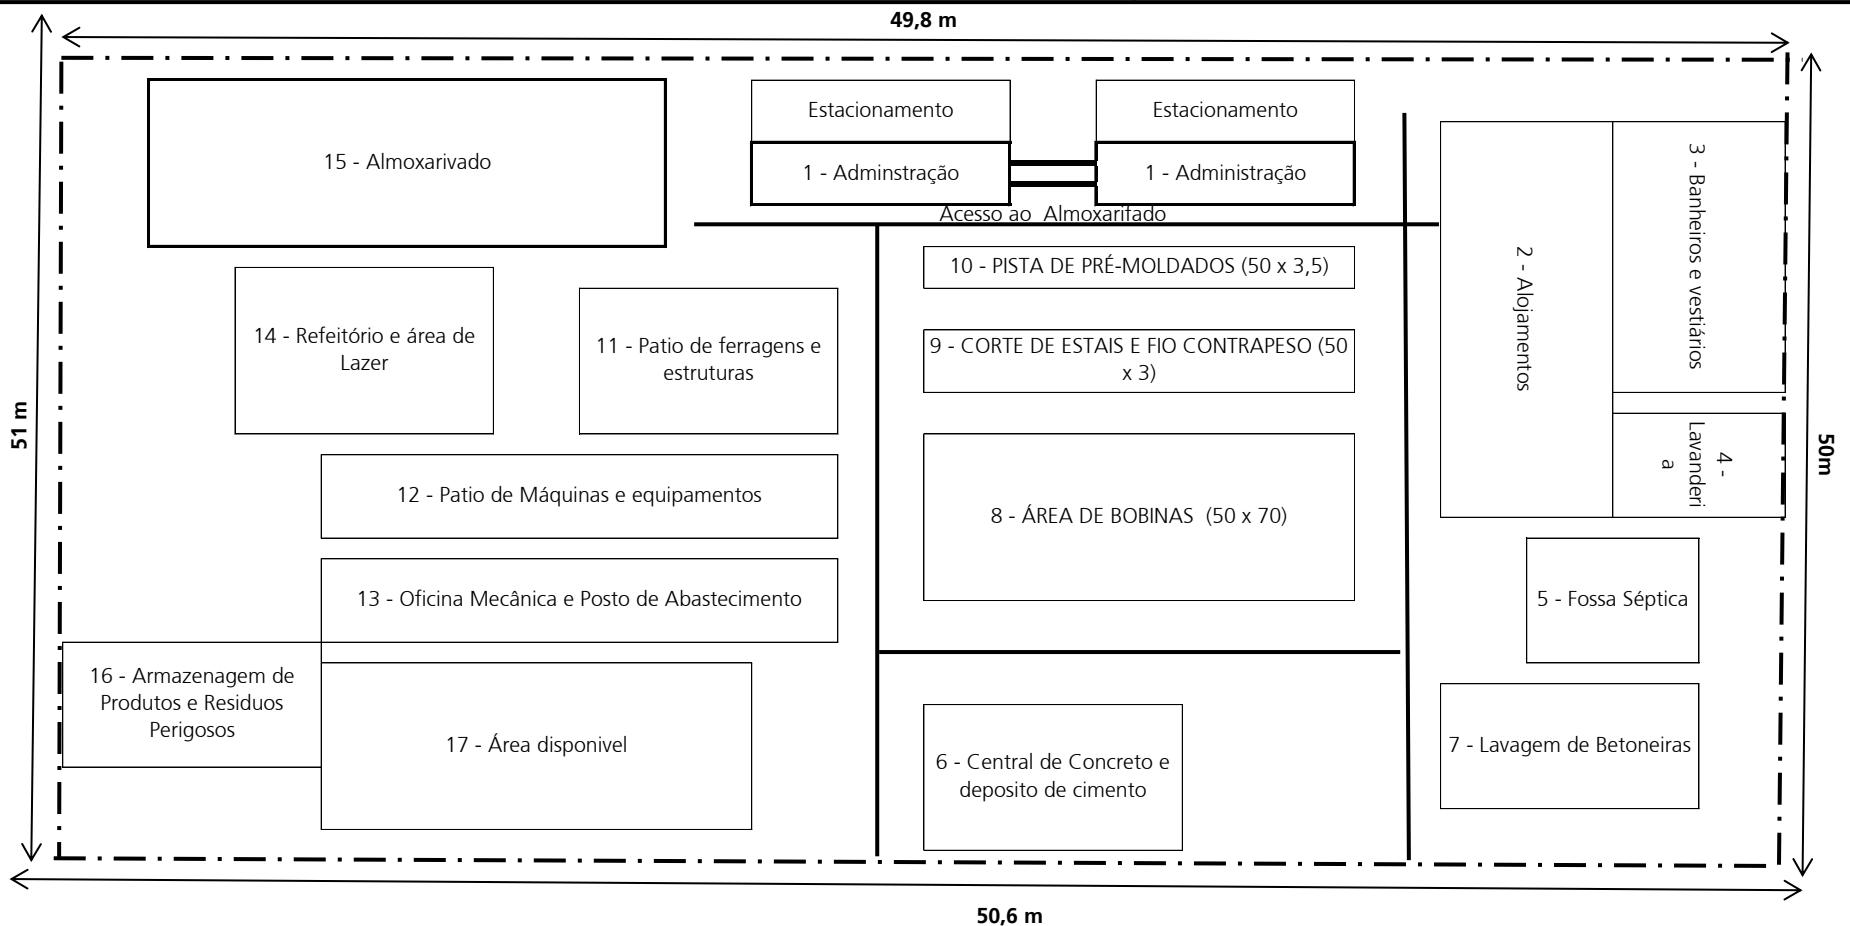 49,8 m
Estacionamento
Estacionamento
15 - Almoxarivado
1 - Adminstração
1 - Administração
Acesso ao Almoxarifado
3 - Banheiros e vestiários
2 - Alojamentos
10 - PISTA DE PRÉ-MOLDADOS (50 x 3,5)
14 - Refeitório e área de
Lazer
11 - Patio de ferragens e
estruturas
9 - CORTE DE ESTAIS E FIO CONTRAPESO (50
x 3)
51 m
50m
4 -
Lavanderi
a
12 - Patio de Máquinas e equipamentos
8 - ÁREA DE BOBINAS (50 x 70)
13 - Oficina Mecânica e Posto de Abastecimento
5 - Fossa Séptica
16 - Armazenagem de
Produtos e Residuos
Perigosos
17 - Área disponivel
6 - Central de Concreto e
deposito de cimento
7 - Lavagem de Betoneiras
50,6 m